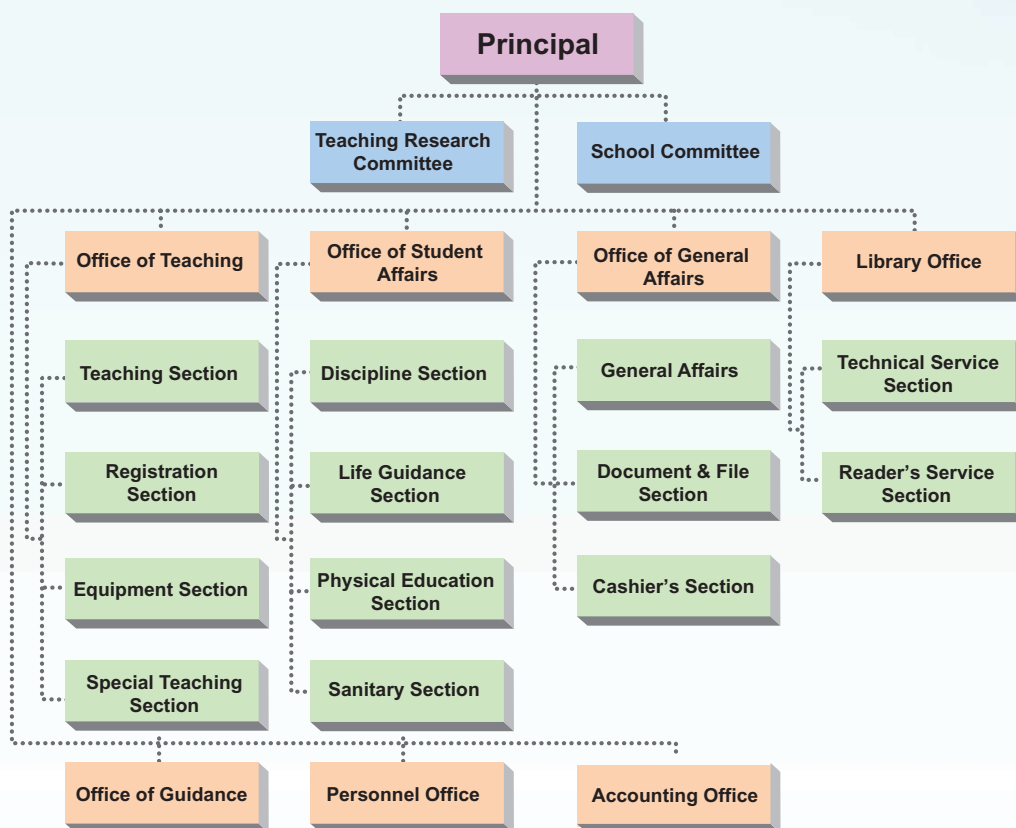 Principal
Teaching Research
Committee
School Committee
Office of Teaching
Office of Student
Affairs
Office of General
Affairs
Library Office
Teaching Section
Discipline Section
General Affairs
Technical Service
Section
Registration
Section
Life Guidance
Section
Document & File
Section
Reader’s Service
Section
Equipment Section
Physical Education
Section
Cashier’s Section
Special Teaching
Section
Sanitary Section
Office of Guidance
Personnel Office
Accounting Office